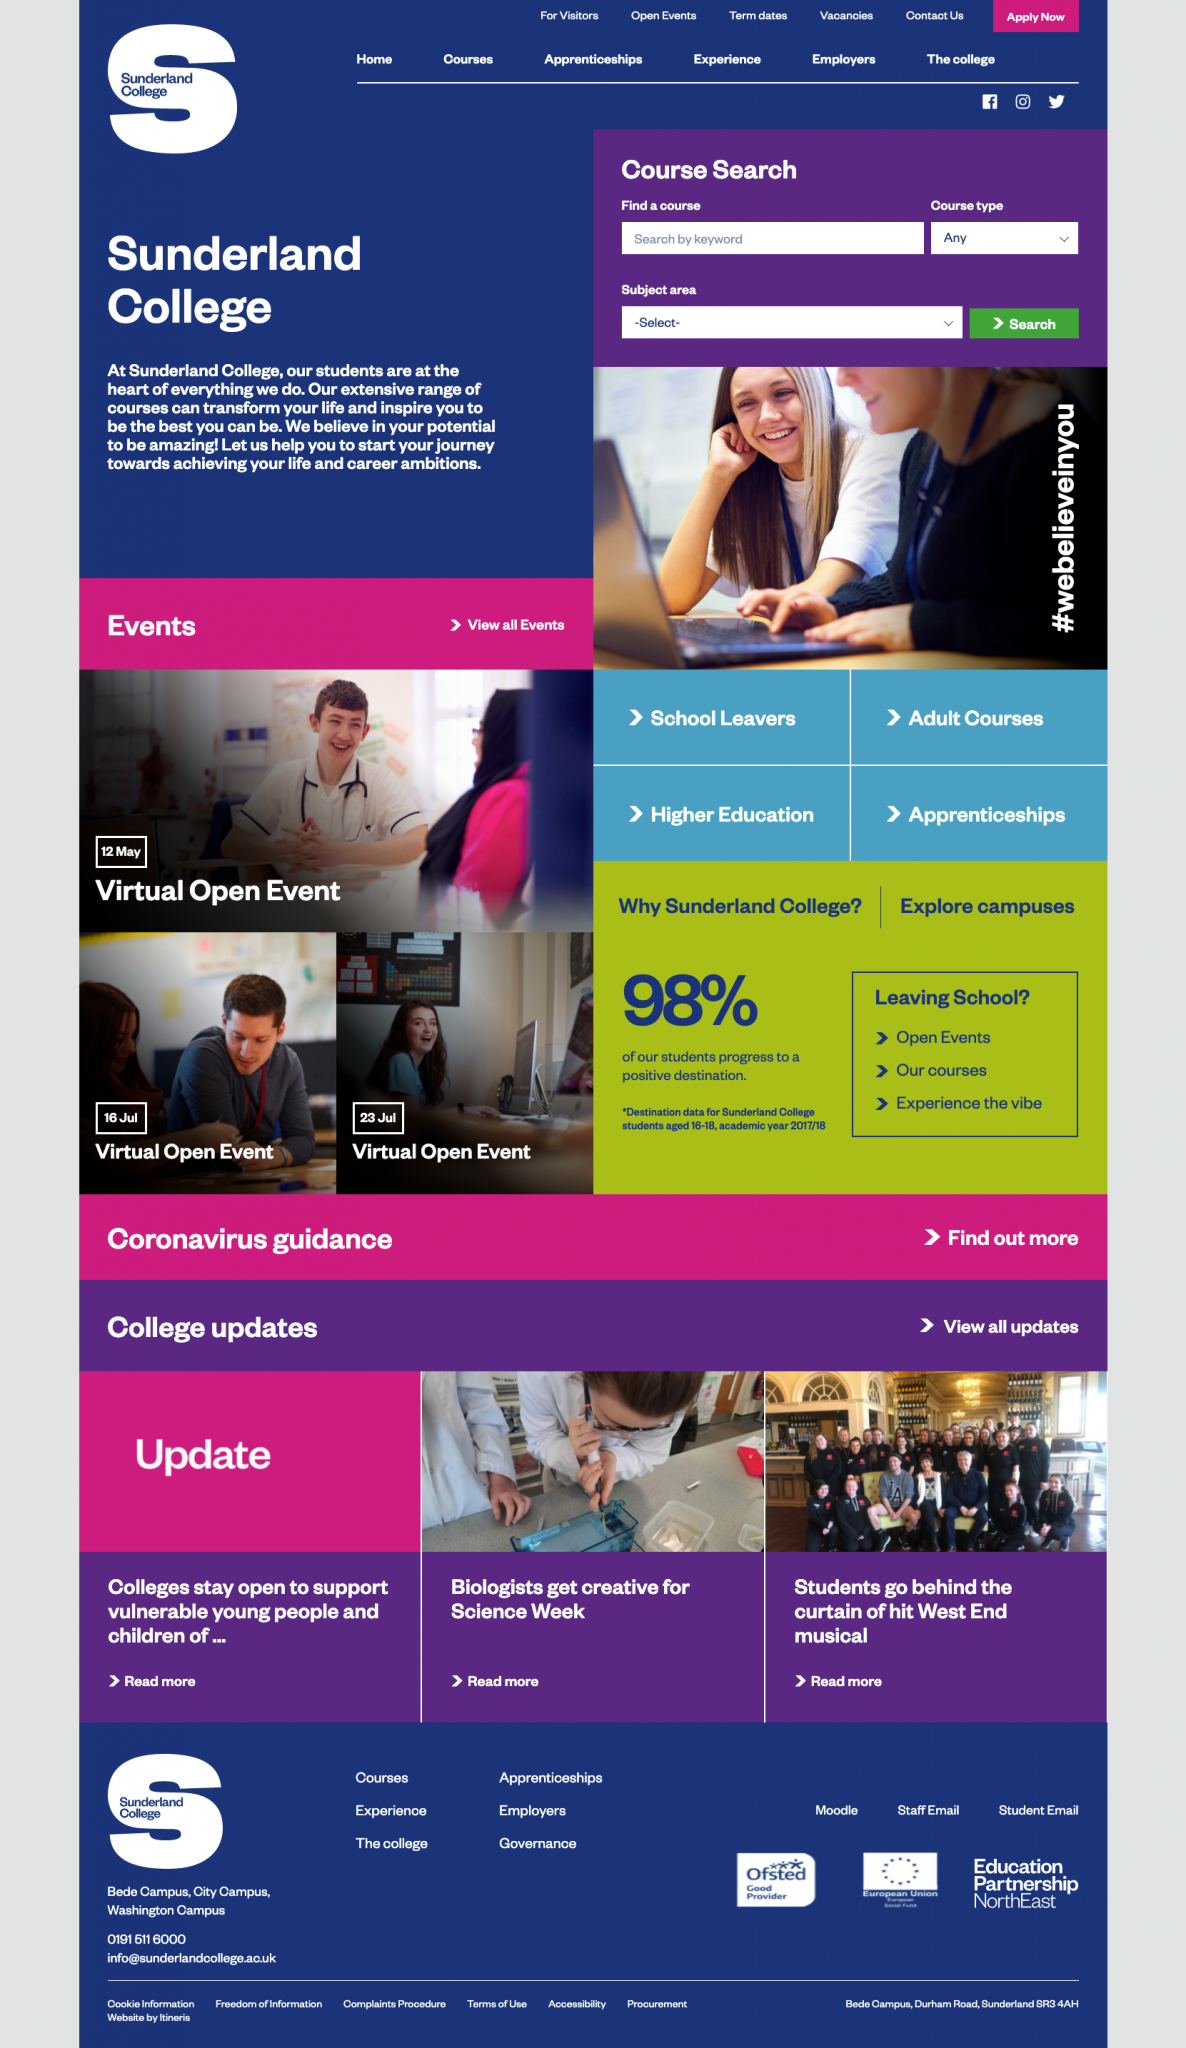 For Visitors
Open Events
Term dates
Vacancies
Contact Us
Apply Now
Sunderland
College
Home
Courses
Apprenticeships
Experience
Employers
The college
Sunderland
College
At Sunderland College, our students are at the
heart of everything we do. Our extensive range of
courses can transform your life and inspire you to
be the best you can be. We believe in your potential
to be amazing! Let us help you to start your journey
towards achieving your life and career ambitions.
Course Search
Find a course
Course type
Search by keyword
Any
Subject area
-Select-
Search
#webelieveinyou
Events
View all Events
12 May
Virtual Open Event
16 Jul
Virtual Open Event
23 Jul
Virtual Open Event
School Leavers
Adult Courses
Higher Education
Apprenticeships
Why Sunderland College?
Explore campuses
98%
of our students progress to a
positive destination.
*Destination data for Sunderland College
students aged 16-18, academic year 2017/18
Leaving School?
Open Events
Our courses
Experience the vibe
Coronavirus guidance
Find out more
College updates
View all updates
Update
Colleges stay open to support
vulnerable young people and
children of ...
Read more
Biologists get creative for
Science Week
Read more
Students go behind the
curtain of hit West End
musical
Read more
Sunderland
College
Bede Campus, City Campus,
Washington Campus
0191 511 6000
info@sunderlandcollege.ac.uk
Courses
Experience
The college
Apprenticeships
Employers
Governance
Moodle
Staff Email
Student Email
Ofsted
Good
Provider
European Union
European
Social Fund
Education
Partnership
NorthEast
Cookie Information
Freedom of Information
Complaints Procedure
Terms of Use
Accessibility
Procurement
Website by Itineris
Bede Campus, Durham Road, Sunderland SR3 4AH